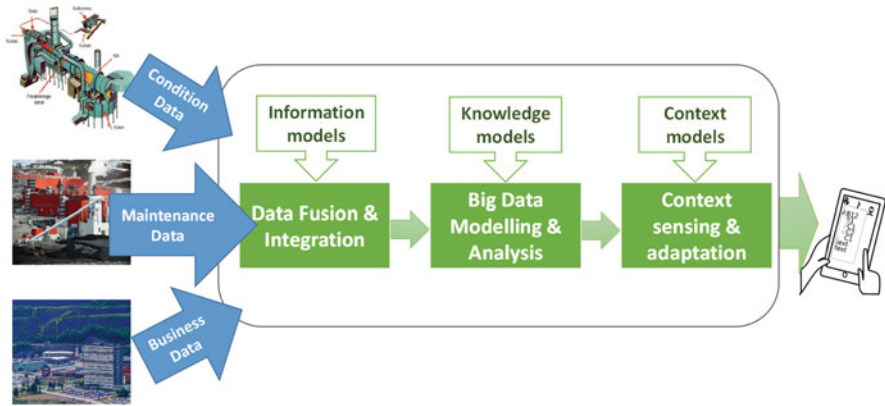 Condition
Data
Maintenance
Data
Business
Data
Information
models
Knowledge
models
Context
models
Data Fusion &
Integration
Big Data
Modelling &
Analysis
Context
sensing &
adaptation